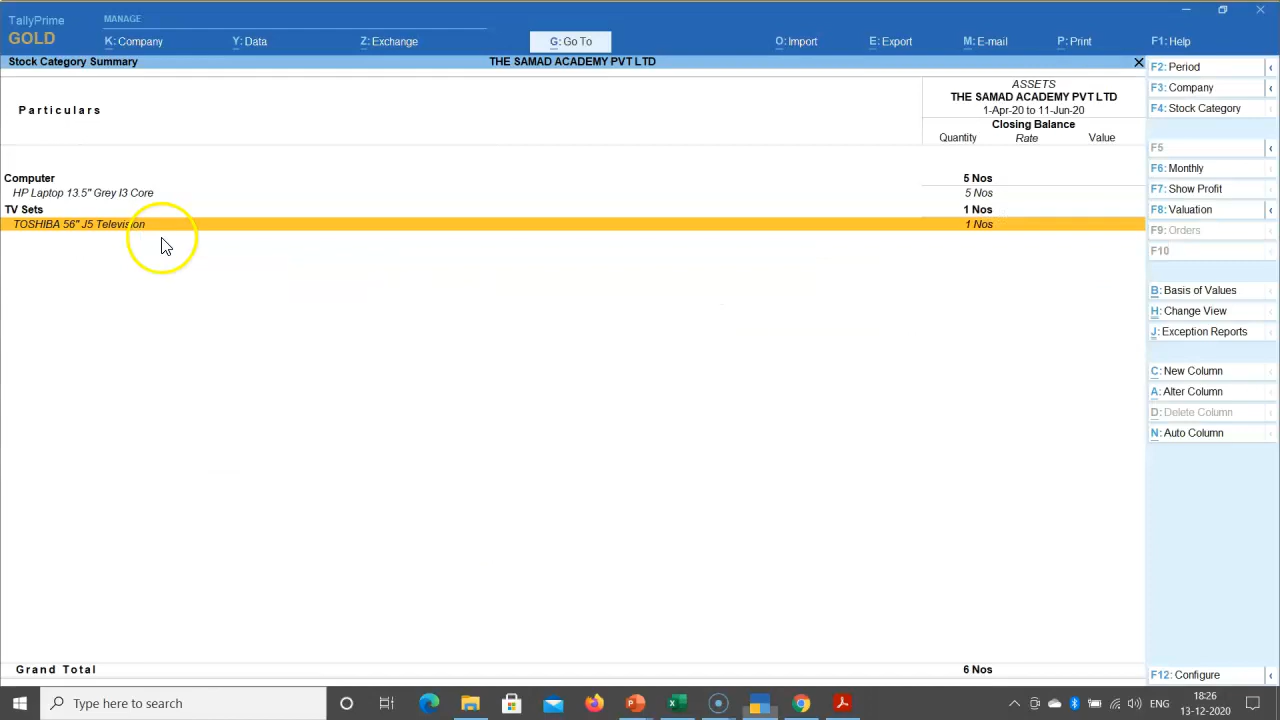 TallyPrime
GOLD
MANAGE
K: Company
Y: Data
Z: Exchange
G: Go To
O: Import
E: Export
M: E-mail
P: Print
F1: Help
Stock Category Summary
THE SAMAD ACADEMY PVT LTD
Particulars
ASSETS
THE SAMAD ACADEMY PVT LTD
1-Apr-20 to 11-Jun-20
Closing Balance
Quantity Rate Value
Computer 5 Nos
HP Laptop 13.5" Grey I3 Core 5 Nos
TV Sets 1 Nos
TOSHIBA 56" J5 Television 1 Nos
Grand Total 6 Nos
F2: Period
F3: Company
F4: Stock Category
F5
F6: Monthly
F7: Show Profit
F8: Valuation
F9: Orders
F10
B: Basis of Values
H: Change View
J: Exception Reports
C: New Column
A: Alter Column
D: Delete Column
N: Auto Column
F12: Configure
Type here to search
ENG
18:26
13-12-2020